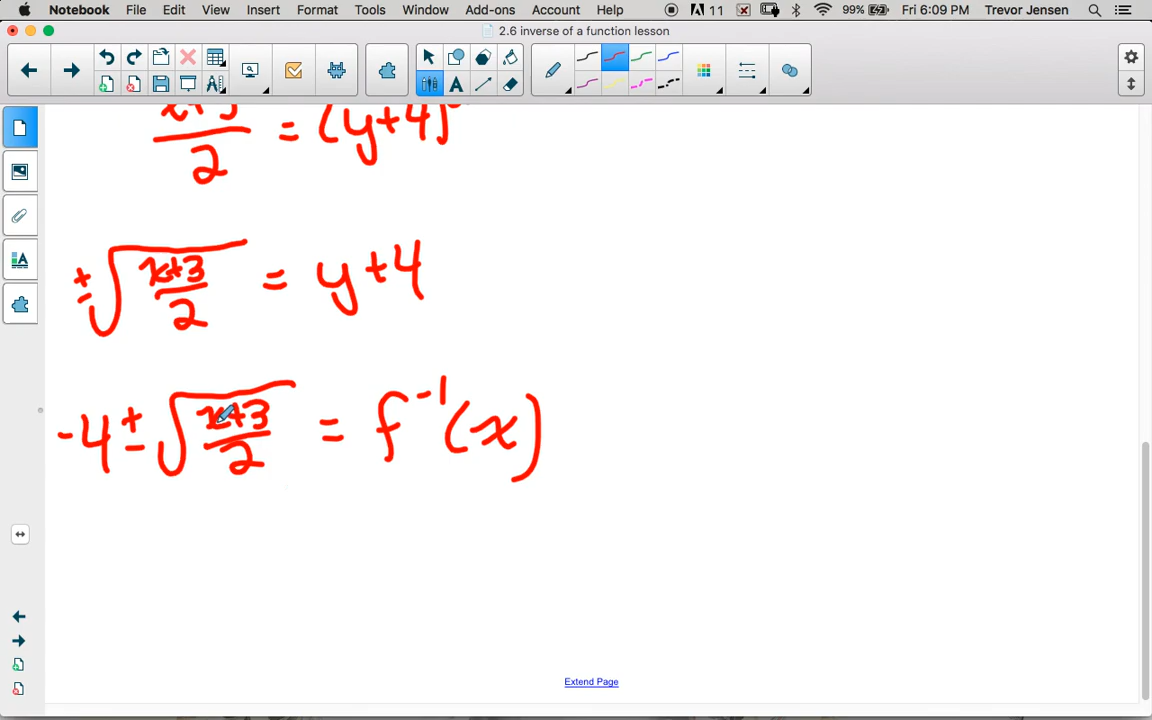 Notebook File Edit View Insert Format Tools Window Add-ons Account Help 11 99% Fri 6:09 PM Trevor Jensen
2.6 inverse of a function lesson
x+3/2 = (y+4)²
±√(x+3/2) = y+4
-4±√(x+3/2) = f⁻¹(x)
Extend Page